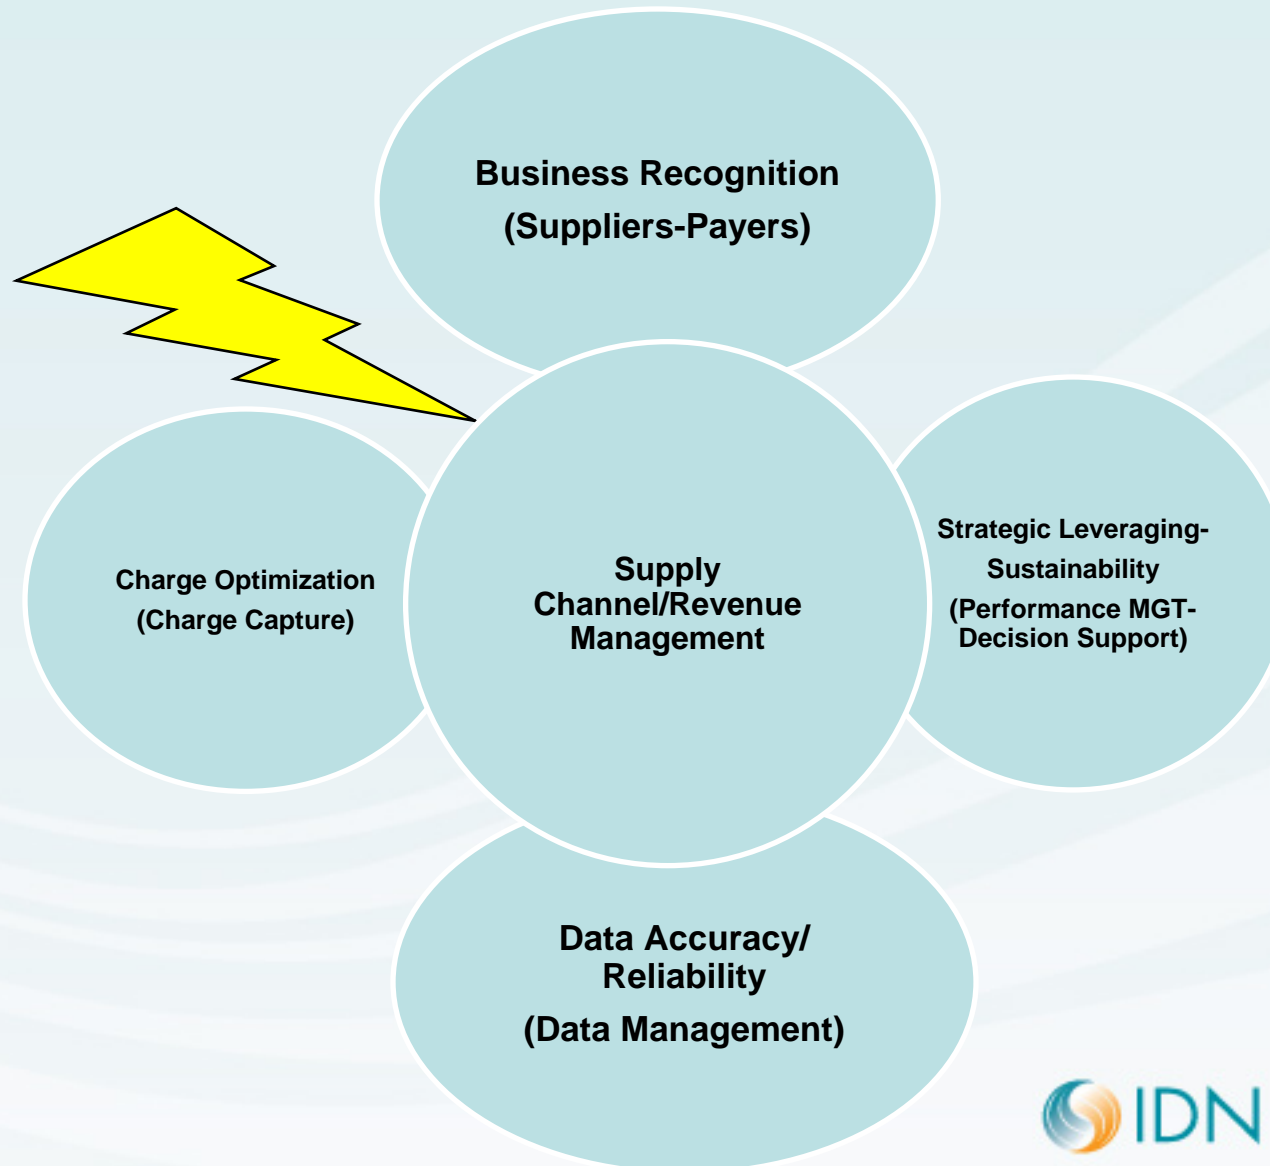 Business Recognition
(Suppliers-Payers)
Charge Optimization
(Charge Capture)
Supply
Channel/Revenue
Management
Strategic Leveraging-
Sustainability
(Performance MGT-
Decision Support)
Data Accuracy/
Reliability
(Data Management)
IDN